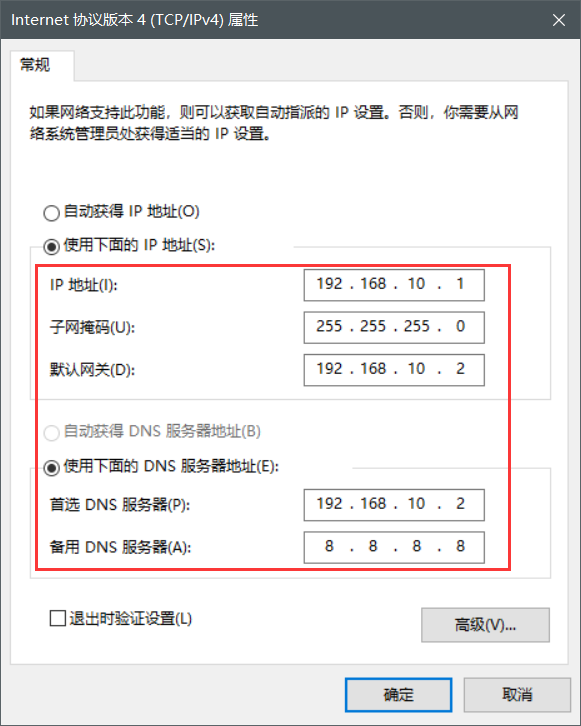 Internet 协议版本 4 (TCP/IPv4) 属性
常规
如果网络支持此功能，则可以获取自动指派的 IP 设置。否则，你需要从网
络系统管理员处获得适当的 IP 设置。
自动获得 IP 地址(O)
使用下面的 IP 地址(S):
IP 地址(I): 192 . 168 . 10 . 1
子网掩码(U): 255 . 255 . 255 . 0
默认网关(D): 192 . 168 . 10 . 2
自动获得 DNS 服务器地址(B)
使用下面的 DNS 服务器地址(E):
首选 DNS 服务器(P): 192 . 168 . 10 . 2
备用 DNS 服务器(A): 8 . 8 . 8 . 8
退出时验证设置(L)
高级(V)...
确定 取消